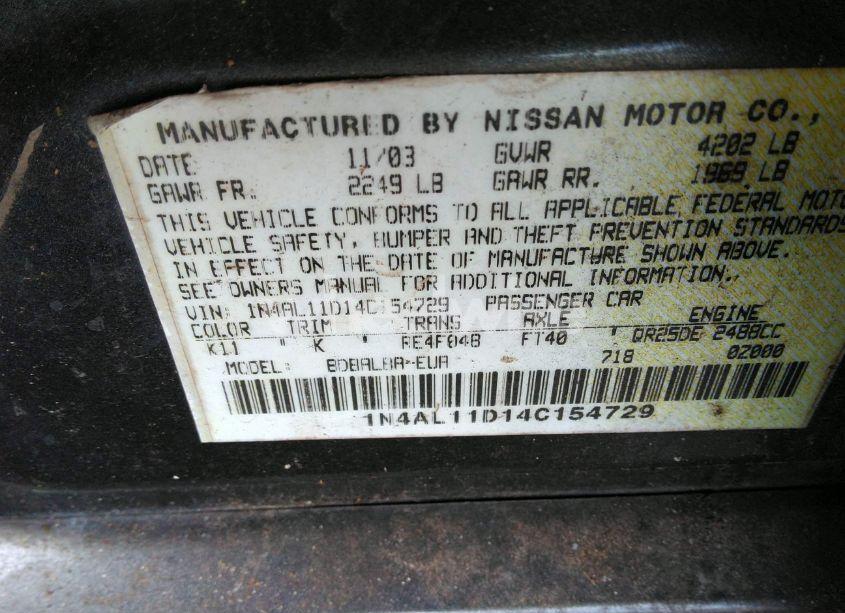 MANUFACTURED BY NISSAN MOTOR CO.,
DATE 11/03 GVWR 4202 LB
GAWR FR. 2249 LB GAWR RR. 1969 LB
THIS VEHICLE CONFORMS TO ALL APPLICABLE FEDERAL MOTO
VEHICLE SAFETY, BUMPER AND THEFT PREVENTION STANDARDS
IN EFFECT ON THE DATE OF MANUFACTURE SHOWN ABOVE.
SEE OWNERS MANUAL FOR ADDITIONAL INFORMATION.
VIN: 1N4AL11D14C154729 PASSENGER CAR
COLOR TRIM TRANS AXLE ENGINE
K11 " K " RE4F04B FT40 " QR25DE 2488CC
MODEL: 718 02000
1N4AL11D14C154729